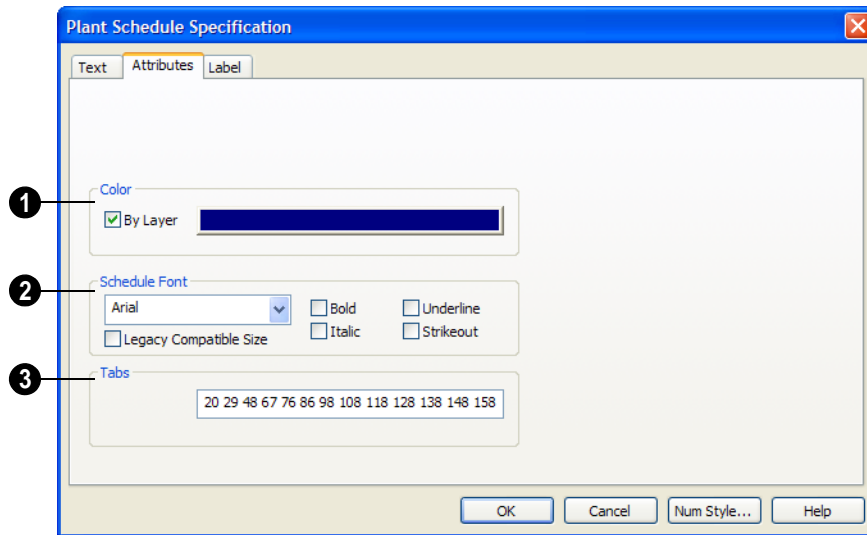 Plant Schedule Specification
Text Attributes Label
1
Color
By Layer
2
Schedule Font
Arial
Bold Underline
Legacy Compatible Size Italic Strikeout
3
Tabs
20 29 48 67 76 86 98 108 118 128 138 148 158
OK Cancel Num Style... Help